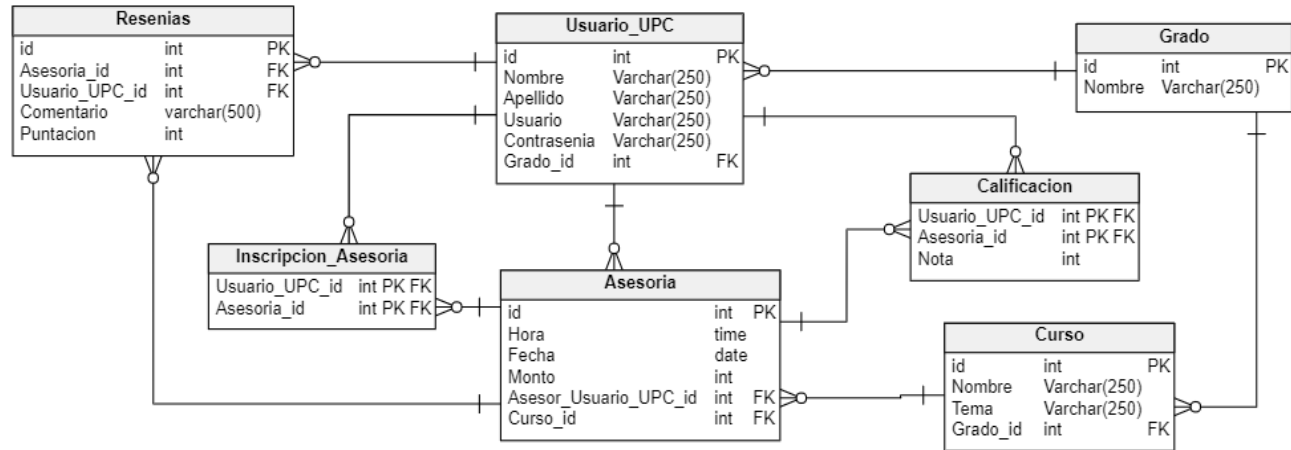 Resenias
id int PK
Asesoria_id int FK
Usuario_UPC_id int FK
Comentario varchar(500)
Puntacion int
Usuario_UPC
id int PK
Nombre Varchar(250)
Apellido Varchar(250)
Usuario Varchar(250)
Contrasenia Varchar(250)
Grado_id int FK
Grado
id int PK
Nombre Varchar(250)
Calificacion
Usuario_UPC_id int PK FK
Asesoria_id int PK FK
Nota int
Inscripcion_Asesoria
Usuario_UPC_id int PK FK
Asesoria_id int PK FK
Asesoria
id int PK
Hora time
Fecha date
Monto int
Asesor_Usuario_UPC_id int FK
Curso_id int FK
Curso
id int PK
Nombre Varchar(250)
Tema Varchar(250)
Grado_id int FK